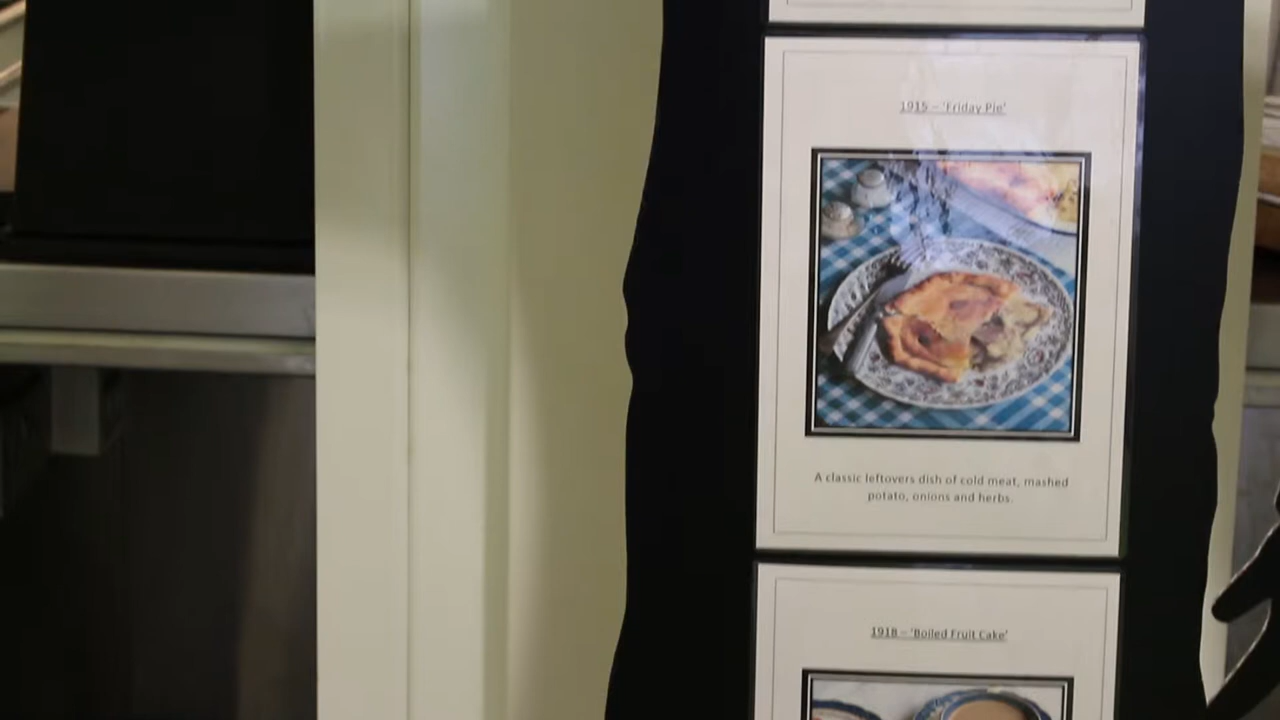 1915 – 'Friday Pie'
A classic leftovers dish of cold meat, mashed
potato, onions and herbs.
1918 – 'Boiled Fruit Cake'